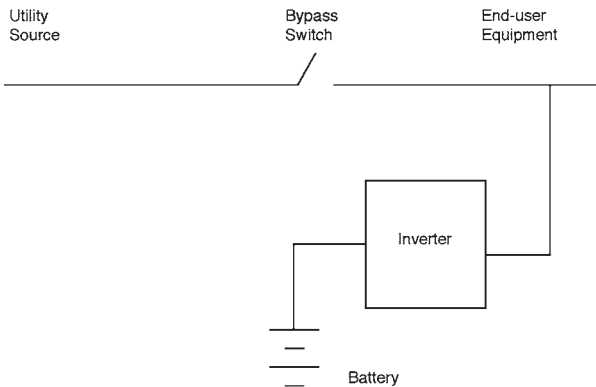 Utility
Source
Bypass
Switch
End-user
Equipment
Inverter
Battery